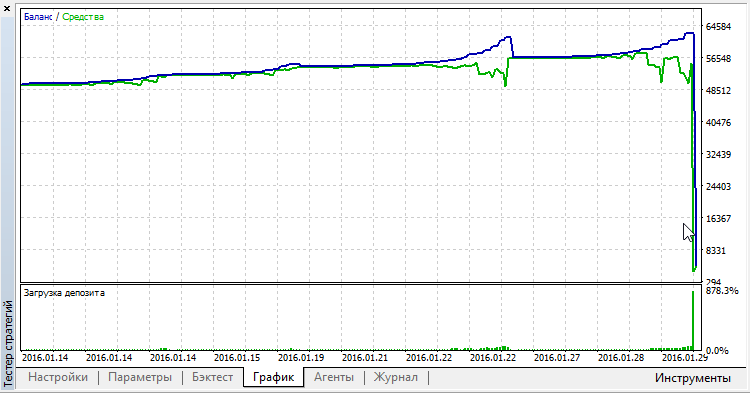 Баланс / Средства
64584
56548
48512
40476
32439
24403
16367
8331
294
Загрузка депозита
878.3%
0.0%
2016.01.14 2016.01.14 2016.01.14 2016.01.15 2016.01.19 2016.01.21 2016.01.22 2016.01.22 2016.01.27 2016.01.28 2016.01.29
Тестер стратегий
Настройки Параметры Бэктест График Агенты Журнал Инструменты